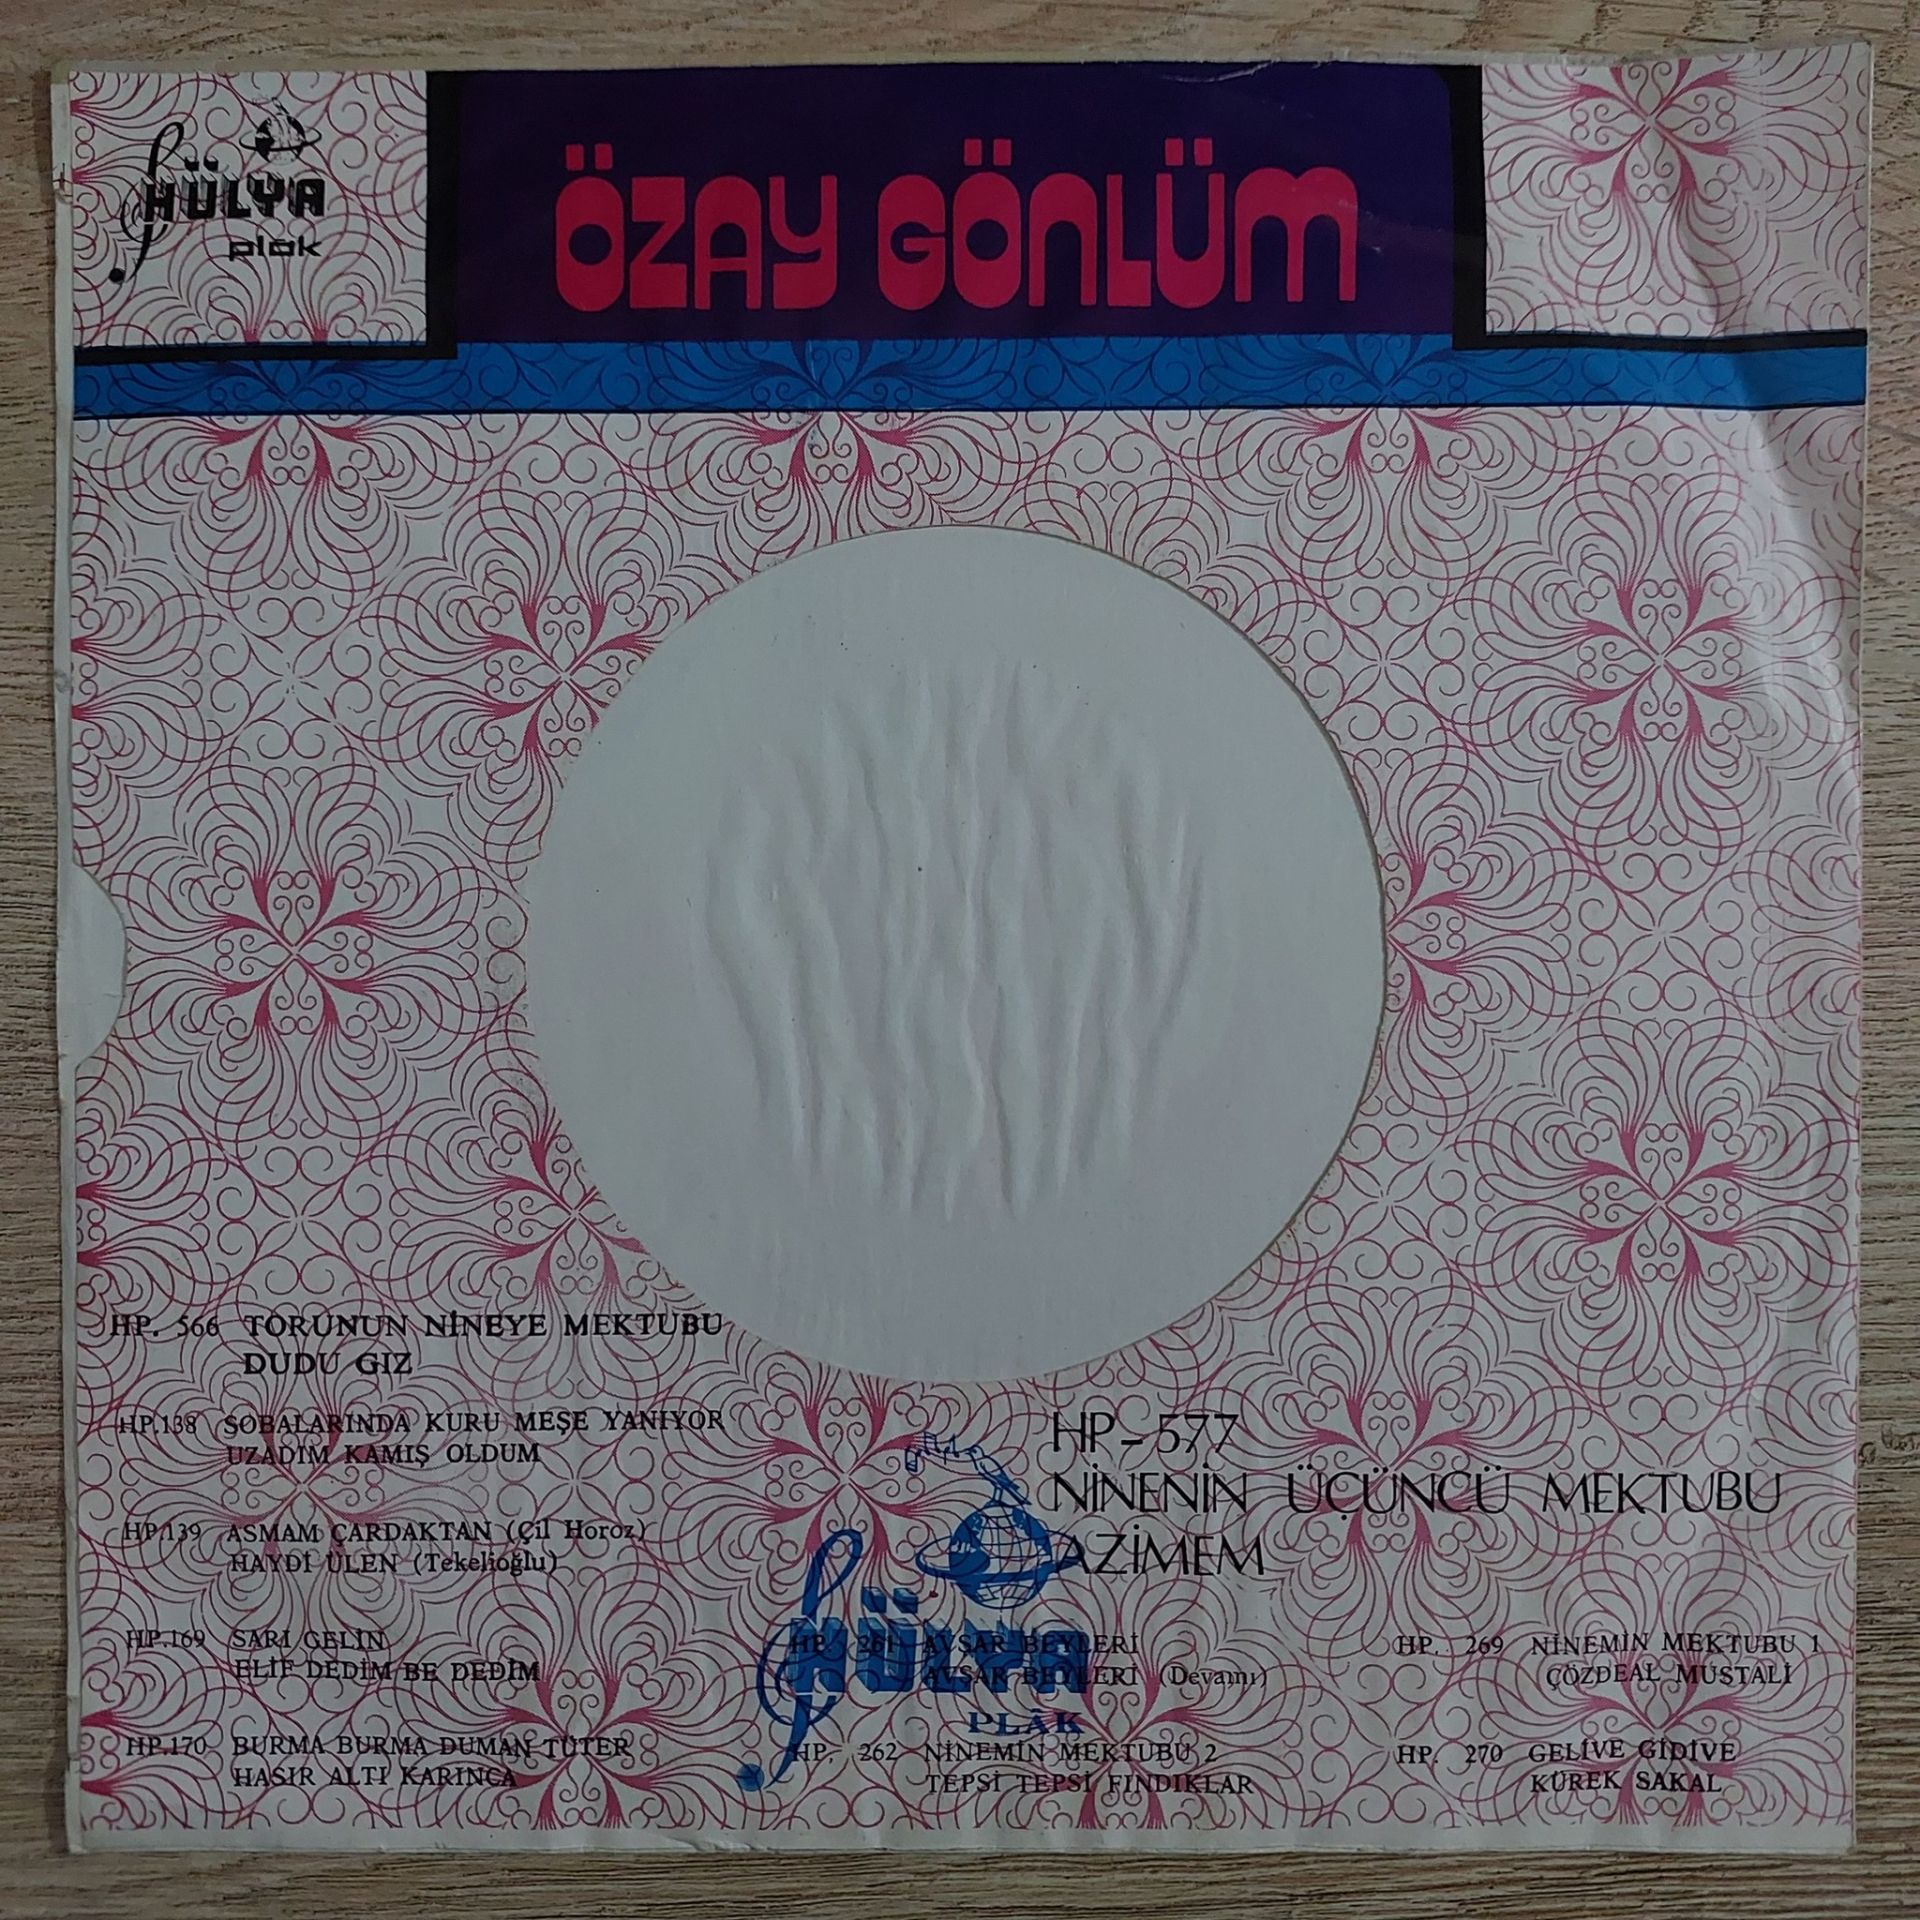 HÜLYA
plâk
ÖZAY GÖNLÜM
HP. 566 TORUNUN NİNEYE MEKTUBU
DUDU GIZ
HP.138 SOBALARINDA KURU MEŞE YANIYOR
UZADIM KAMIŞ OLDUM
HP.139 ASMAM ÇARDAKTAN (Çil Horoz)
HAYDİ ÜLEN (Tekelioğlu)
HP.169 SARI GELİN
ELİF DEDİM BE DEDİM
HP.170 BURMA BURMA DUMAN TÜTER
HASIR ALTI KARINCA
HP-577
NİNENİN ÜÇÜNCÜ MEKTUBU
AZİMEM
HÜLYA
PLÂK
HP. 261 AVŞAR BEYLERİ
AVŞAR BEYLERİ (Devamı)
HP. 262 NİNEMİN MEKTUBU 2
TEPSİ TEPSİ FINDIKLAR
HP. 269 NİNEMİN MEKTUBU 1
ÇÖZDEAL MUSTALİ
HP. 270 GELİVE GİDİVE
KÜREK SAKAL